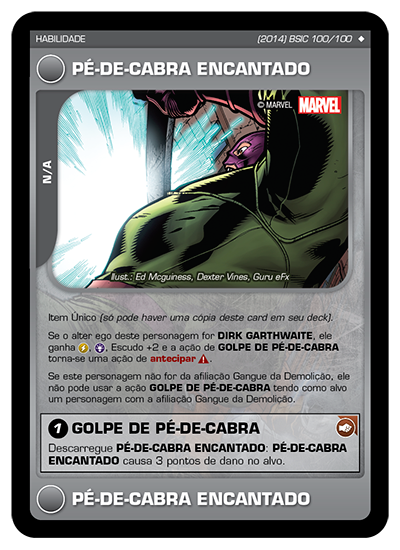 HABILIDADE (2014) BSIC 100/100
PÉ-DE-CABRA ENCANTADO
© MARVEL MARVEL
N/A
Illust.: Ed Mcguiness, Dexter Vines, Guru eFx
Item Único (só pode haver uma cópia deste card em seu deck).
Se o alter ego deste personagem for DIRK GARTHWAITE, ele
ganha , , Escudo +2 e a ação de GOLPE DE PÉ-DE-CABRA
torna-se uma ação de antecipar .
Se este personagem não for da afiliação Gangue da Demolição, ele
não pode usar a ação GOLPE DE PÉ-DE-CABRA tendo como alvo
um personagem com a afiliação Gangue da Demolição.
1 GOLPE DE PÉ-DE-CABRA
Descarregue PÉ-DE-CABRA ENCANTADO: PÉ-DE-CABRA
ENCANTADO causa 3 pontos de dano no alvo.
PÉ-DE-CABRA ENCANTADO